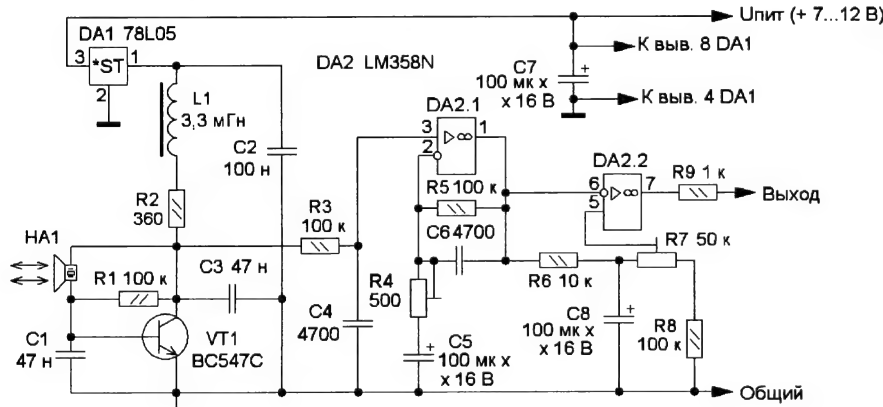 Uпит (+ 7...12 В)
DA1 78L05
3
*ST
1
2
К выв. 8 DA1
DA2 LM358N
C7
100 мк x
x 16 В
+
К выв. 4 DA1
L1
3,3 мГн
C2
100 н
DA2.1
3
▷∞
1
2
DA2.2
6
▷∞
7
5
R9 1 к
Выход
R2
360
R3
100 к
R5 100 к
C6 4700
R7 50 к
HA1
R1 100 к
C3 47 н
R4
500
R6 10 к
C4
4700
C8
100 мк x
x 16 В
+
R8
100 к
C1
47 н
VT1
BC547C
C5
100 мк x
x 16 В
+
Общий